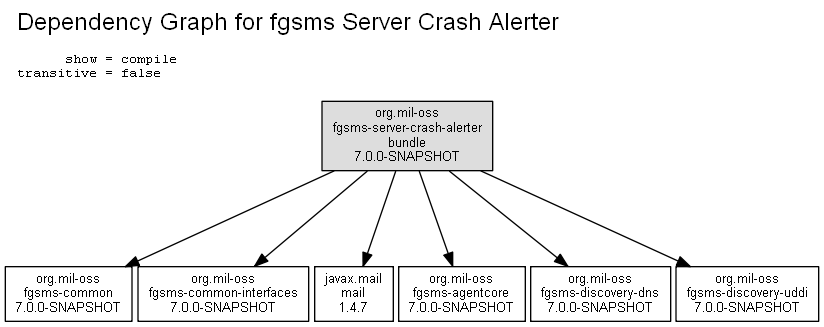 Dependency Graph for fgsms Server Crash Alerter
show = compile
transitive = false
org.mil-oss
fgsms-server-crash-alerter
bundle
7.0.0-SNAPSHOT
org.mil-oss
fgsms-common
7.0.0-SNAPSHOT
org.mil-oss
fgsms-common-interfaces
7.0.0-SNAPSHOT
javax.mail
mail
1.4.7
org.mil-oss
fgsms-agentcore
7.0.0-SNAPSHOT
org.mil-oss
fgsms-discovery-dns
7.0.0-SNAPSHOT
org.mil-oss
fgsms-discovery-uddi
7.0.0-SNAPSHOT